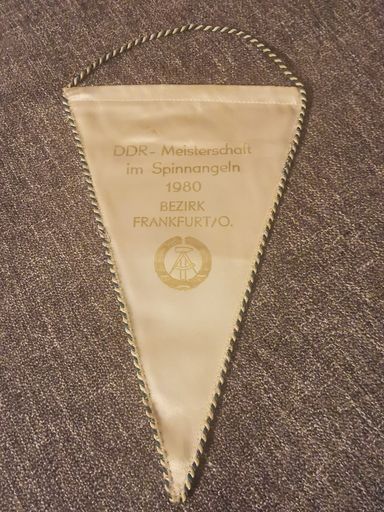 DDR-Meisterschaft
im Spinnangeln
1980
BEZIRK
FRANKFURT/O.